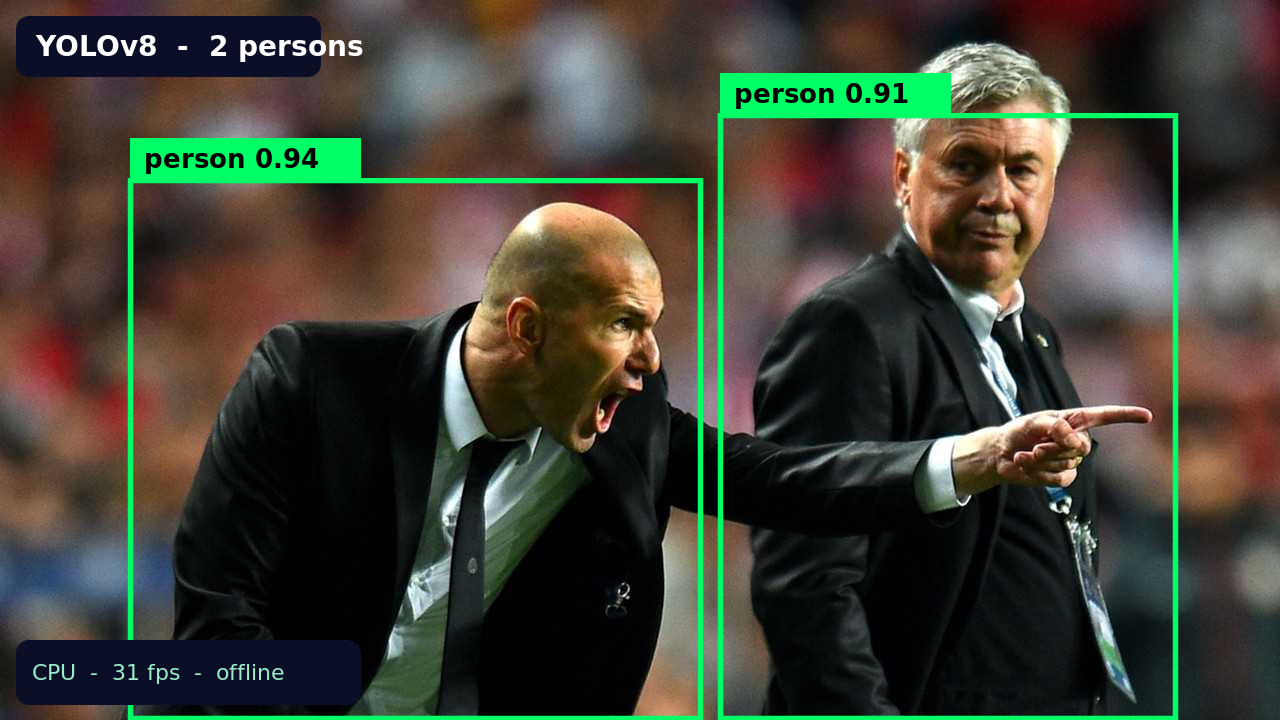 YOLOv8 - 2 persons
person 0.91
person 0.94
CPU - 31 fps - offline